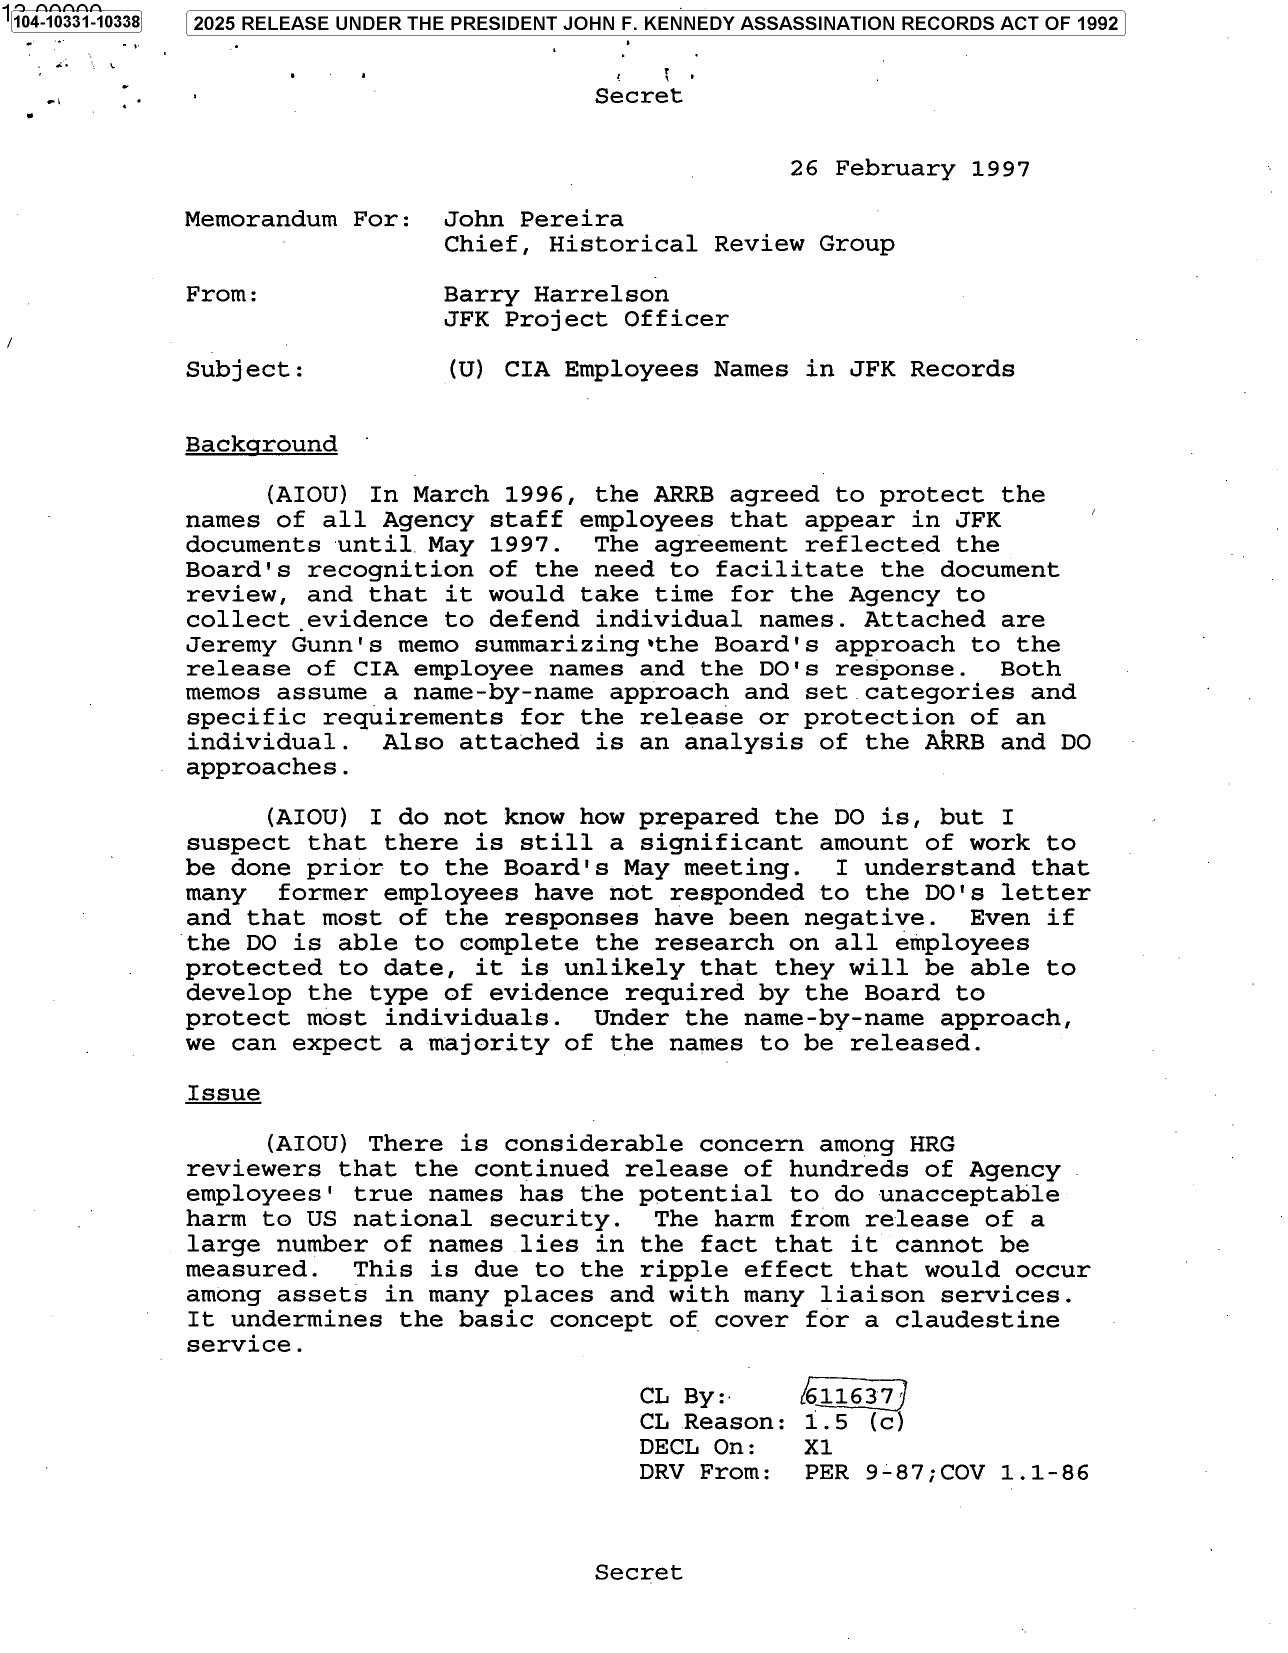 104-10331-10338
2025 RELEASE UNDER THE PRESIDENT JOHN F. KENNEDY ASSASSINATION RECORDS ACT OF 1992
Secret
26 February 1997
Memorandum For: John Pereira
Chief, Historical Review Group
From: Barry Harrelson
JFK Project Officer
Subject: (U) CIA Employees Names in JFK Records
Background
(AIOU) In March 1996, the ARRB agreed to protect the
names of all Agency staff employees that appear in JFK
documents until May 1997. The agreement reflected the
Board's recognition of the need to facilitate the document
review, and that it would take time for the Agency to
collect evidence to defend individual names. Attached are
Jeremy Gunn's memo summarizing the Board's approach to the
release of CIA employee names and the DO's response. Both
memos assume a name-by-name approach and set categories and
specific requirements for the release or protection of an
individual. Also attached is an analysis of the ARRB and DO
approaches.
(AIOU) I do not know how prepared the DO is, but I
suspect that there is still a significant amount of work to
be done prior to the Board's May meeting. I understand that
many former employees have not responded to the DO's letter
and that most of the responses have been negative. Even if
the DO is able to complete the research on all employees
protected to date, it is unlikely that they will be able to
develop the type of evidence required by the Board to
protect most individuals. Under the name-by-name approach,
we can expect a majority of the names to be released.
Issue
(AIOU) There is considerable concern among HRG
reviewers that the continued release of hundreds of Agency
employees' true names has the potential to do unacceptable
harm to US national security. The harm from release of a
large number of names lies in the fact that it cannot be
measured. This is due to the ripple effect that would occur
among assets in many places and with many liaison services.
It undermines the basic concept of cover for a claudestine
service.
CL By: 611637
CL Reason: 1.5 (c)
DECL On: X1
DRV From: PER 9-87;COV 1.1-86
Secret